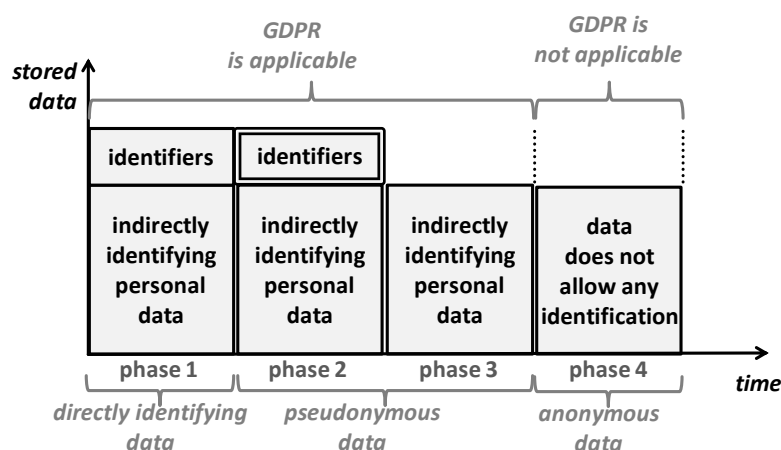 GDPR
is applicable
GDPR is
not applicable
stored
data
identifiers
identifiers
indirectly
identifying
personal
data
indirectly
identifying
personal
data
indirectly
identifying
personal
data
data
does not
allow any
identification
phase 1
phase 2
phase 3
phase 4
time
directly identifying
data
pseudonymous
data
anonymous
data